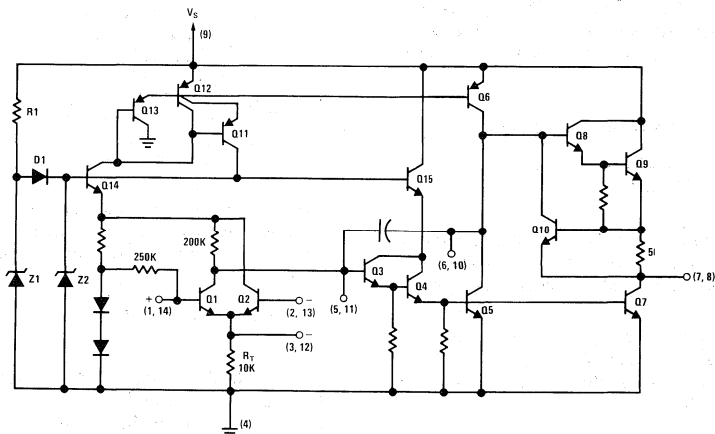 VS
(9)
Q12
Q6
R1
Q13
Q11
Q8
Q9
D1
Q14
Q15
200K
Q10
250K
(6, 10)
Z1
Z2
Q3
(7, 8)
+
Q1
Q2
−
Q4
Q5
Q7
(1, 14)
(2, 13)
(5, 11)
−
(3, 12)
RT
10K
(4)